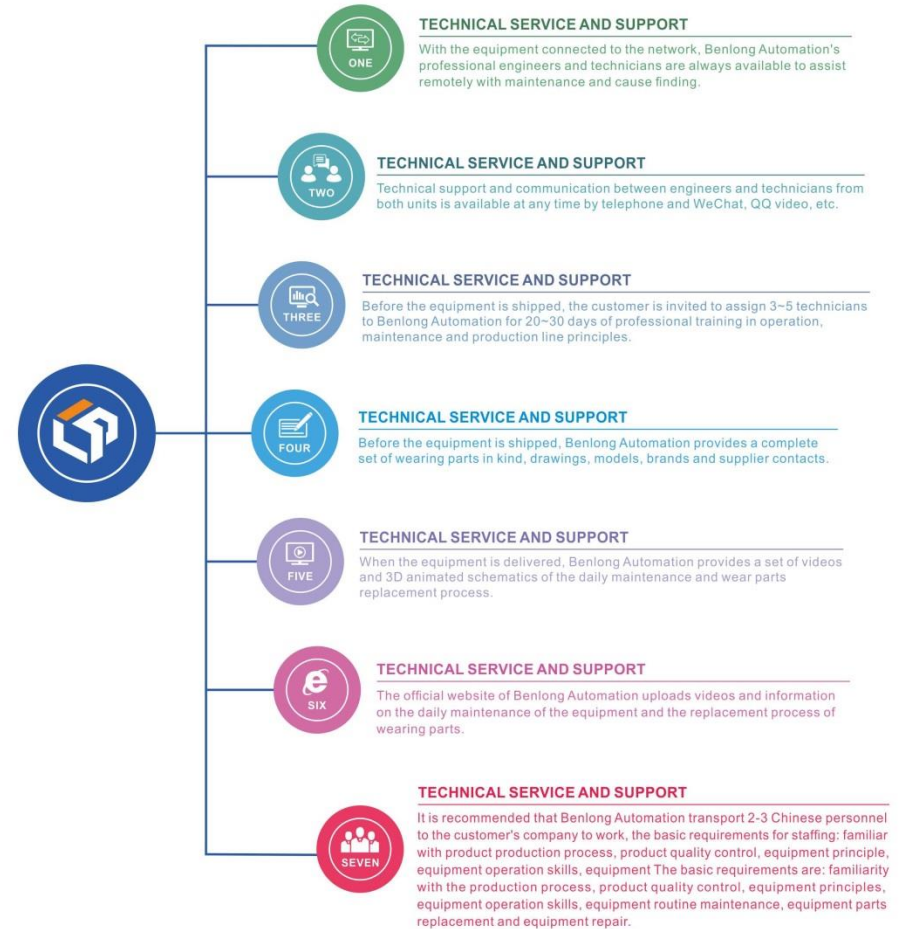 ONE
TECHNICAL SERVICE AND SUPPORT
With the equipment connected to the network, Benlong Automation's
professional engineers and technicians are always available to assist
remotely with maintenance and cause finding.
TWO
TECHNICAL SERVICE AND SUPPORT
Technical support and communication between engineers and technicians from
both units is available at any time by telephone and WeChat, QQ video, etc.
THREE
TECHNICAL SERVICE AND SUPPORT
Before the equipment is shipped, the customer is invited to assign 3~5 technicians
to Benlong Automation for 20~30 days of professional training in operation,
maintenance and production line principles.
FOUR
TECHNICAL SERVICE AND SUPPORT
Before the equipment is shipped, Benlong Automation provides a complete
set of wearing parts in kind, drawings, models, brands and supplier contacts.
FIVE
TECHNICAL SERVICE AND SUPPORT
When the equipment is delivered, Benlong Automation provides a set of videos
and 3D animated schematics of the daily maintenance and wear parts
replacement process.
SIX
TECHNICAL SERVICE AND SUPPORT
The official website of Benlong Automation uploads videos and information
on the daily maintenance of the equipment and the replacement process of
wearing parts.
SEVEN
TECHNICAL SERVICE AND SUPPORT
It is recommended that Benlong Automation transport 2-3 Chinese personnel
to the customer's company to work, the basic requirements for staffing: familiar
with product production process, product quality control, equipment principle,
equipment operation skills, equipment The basic requirements are: familiarity
with the production process, product quality control, equipment principles,
equipment operation skills, equipment routine maintenance, equipment parts
replacement and equipment repair.